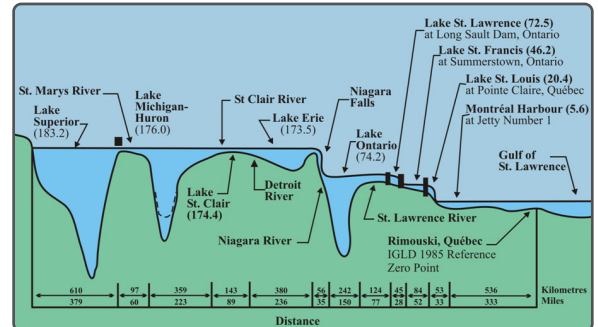 Lake St. Lawrence (72.5)
at Long Sault Dam, Ontario
Lake St. Francis (46.2)
at Summerstown, Ontario
Lake St. Louis (20.4)
at Pointe Claire, Québec
Montréal Harbour (5.6)
at Jetty Number 1
St. Marys River
Lake
Superior
(183.2)
Lake
Michigan-
Huron
(176.0)
St Clair River
Lake Erie
(173.5)
Niagara
Falls
Lake
Ontario
(74.2)
Gulf of
St. Lawrence
Lake
St. Clair
(174.4)
Detroit
River
Niagara River
St. Lawrence River
Rimouski, Québec
IGLD 1985 Reference
Zero Point
610 97 359 143 380 56 242 124 45 84 53 536 Kilometres
379 60 223 89 236 35 150 77 28 52 33 333 Miles
Distance